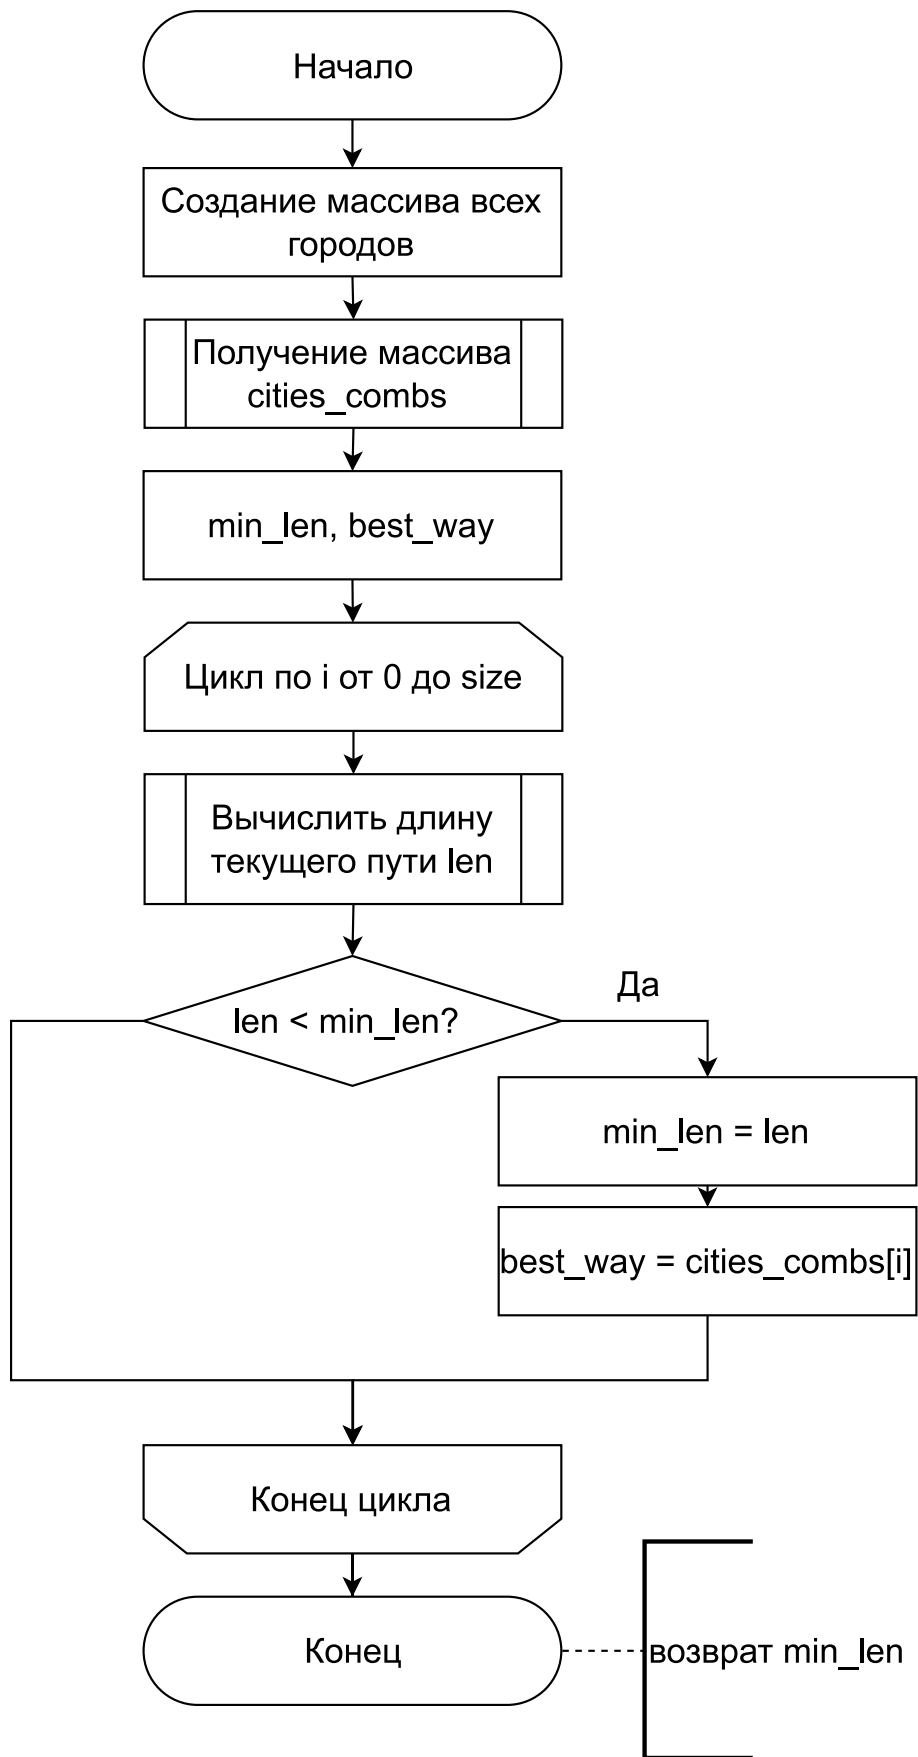 Начало
Создание массива всех
городов
Получение массива
cities_combs
min_len, best_way
Цикл по i от 0 до size
Вычислить длину
текущего пути len
len < min_len?
Да
min_len = len
best_way = cities_combs[i]
Конец цикла
Конец
возврат min_len